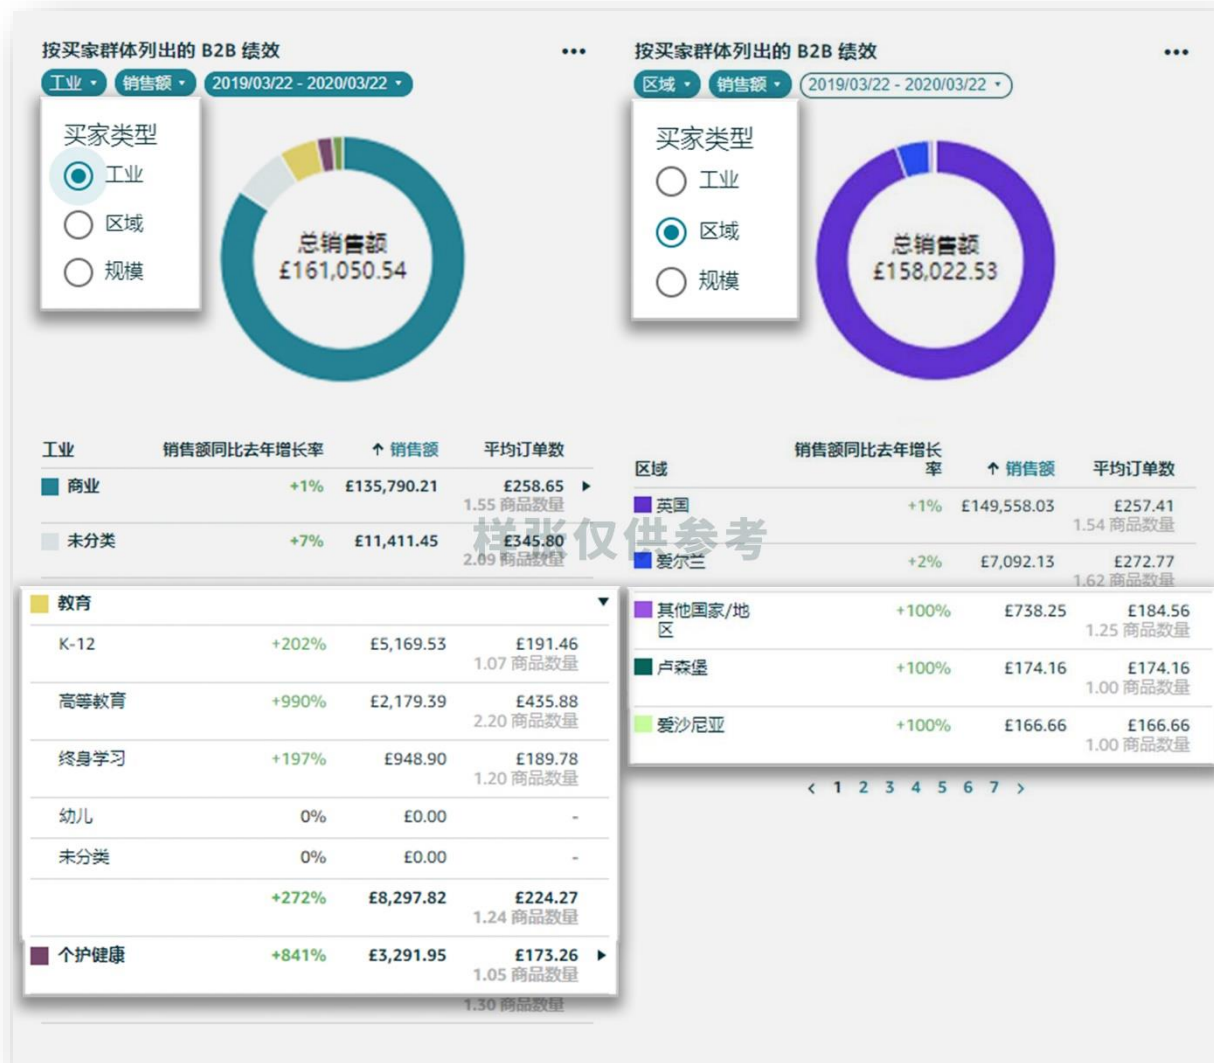 按买家群体列出的 B2B 绩效
工业
销售额
2019/03/22 - 2020/03/22
买家类型
工业
区域
规模
总销售额
£161,050.54
工业 销售额同比去年增长率 ↑ 销售额 平均订单数
商业 +1% £135,790.21 £258.65
1.55 商品数量
未分类 +7% £11,411.45 £345.80
2.09 商品数量
教育
K-12 +202% £5,169.53 £191.46
1.07 商品数量
高等教育 +990% £2,179.39 £435.88
2.20 商品数量
终身学习 +197% £948.90 £189.78
1.20 商品数量
幼儿 0% £0.00 -
未分类 0% £0.00 -
+272% £8,297.82 £224.27
1.24 商品数量
个护健康 +841% £3,291.95 £173.26
1.05 商品数量
1.30 商品数量
按买家群体列出的 B2B 绩效
区域
销售额
2019/03/22 - 2020/03/22
买家类型
工业
区域
规模
总销售额
£158,022.53
销售额同比去年增长
区域 率 ↑ 销售额 平均订单数
英国 +1% £149,558.03 £257.41
1.54 商品数量
爱尔兰 +2% £7,092.13 £272.77
1.62 商品数量
其他国家/地 +100% £738.25 £184.56
区 1.25 商品数量
卢森堡 +100% £174.16 £174.16
1.00 商品数量
爱沙尼亚 +100% £166.66 £166.66
1.00 商品数量
‹ 1 2 3 4 5 6 7 ›
样张仅供参考